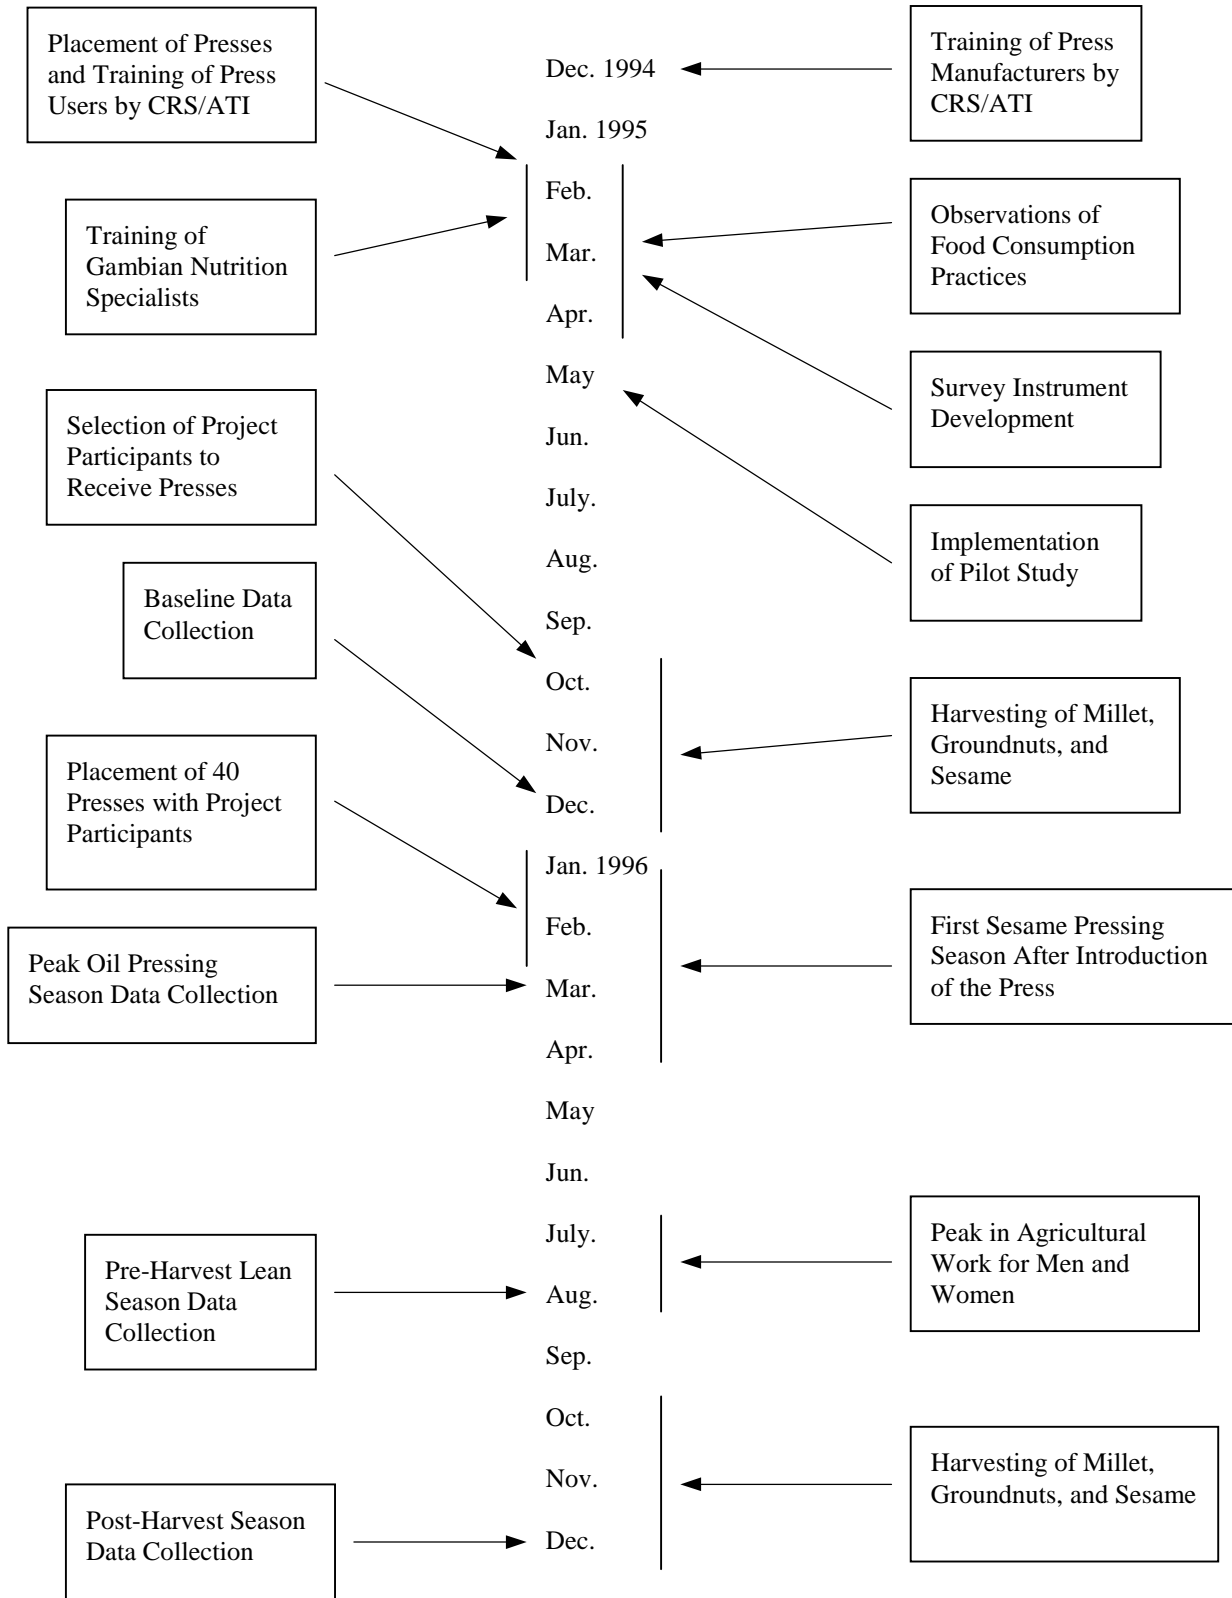 Placement of Presses
and Training of Press
Users by CRS/ATI
Training of
Gambian Nutrition
Specialists
Selection of Project
Participants to
Receive Presses
Baseline Data
Collection
Placement of 40
Presses with Project
Participants
Peak Oil Pressing
Season Data Collection
Pre-Harvest Lean
Season Data
Collection
Post-Harvest Season
Data Collection
Dec. 1994
Jan. 1995
Feb.
Mar.
Apr.
May
Jun.
July.
Aug.
Sep.
Oct.
Nov.
Dec.
Jan. 1996
Feb.
Mar.
Apr.
May
Jun.
July.
Aug.
Sep.
Oct.
Nov.
Dec.
Training of Press
Manufacturers by
CRS/ATI
Observations of
Food Consumption
Practices
Survey Instrument
Development
Implementation
of Pilot Study
Harvesting of Millet,
Groundnuts, and
Sesame
First Sesame Pressing
Season After Introduction
of the Press
Peak in Agricultural
Work for Men and
Women
Harvesting of Millet,
Groundnuts, and Sesame